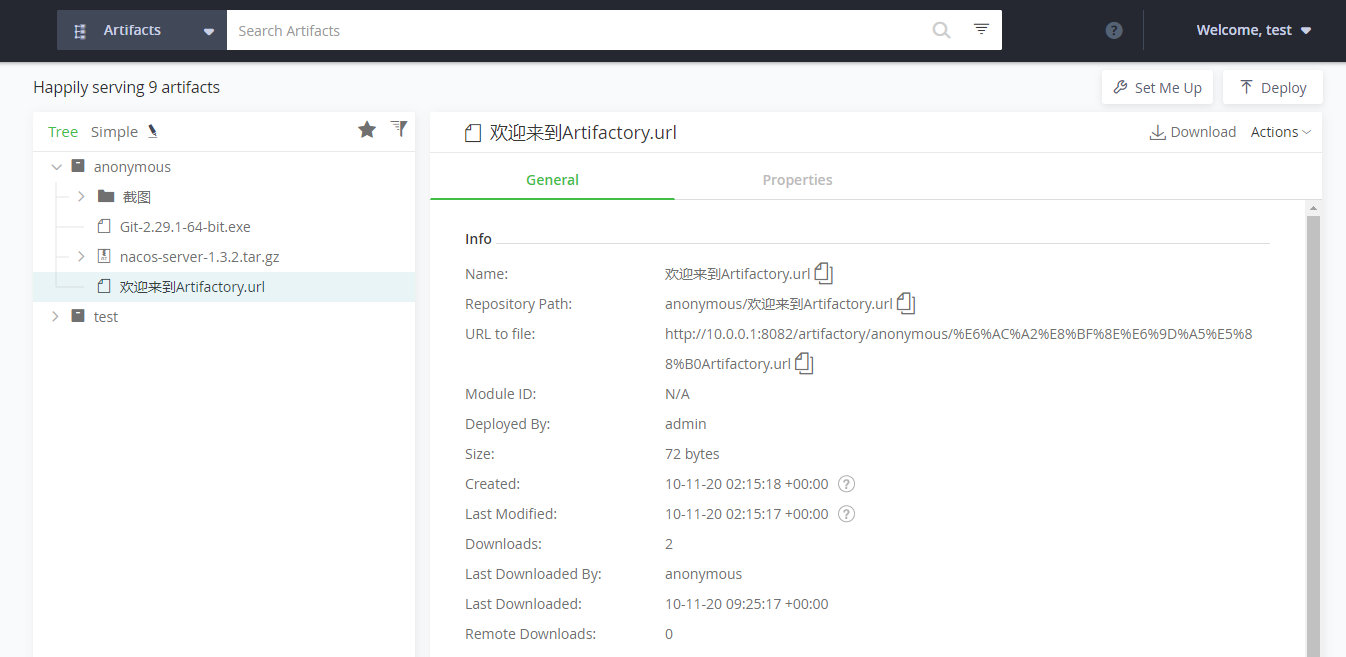 Artifacts
Search Artifacts
Welcome, test
Happily serving 9 artifacts
Set Me Up
Deploy
Tree Simple
anonymous
截图
Git-2.29.1-64-bit.exe
nacos-server-1.3.2.tar.gz
欢迎来到Artifactory.url
test
欢迎来到Artifactory.url
Download Actions
General Properties
Info
Name: 欢迎来到Artifactory.url
Repository Path: anonymous/欢迎来到Artifactory.url
URL to file: http://10.0.0.1:8082/artifactory/anonymous/%E6%AC%A2%E8%BF%8E%E6%9D%A5%E5%8
8%B0Artifactory.url
Module ID: N/A
Deployed By: admin
Size: 72 bytes
Created: 10-11-20 02:15:18 +00:00
Last Modified: 10-11-20 02:15:17 +00:00
Downloads: 2
Last Downloaded By: anonymous
Last Downloaded: 10-11-20 09:25:17 +00:00
Remote Downloads: 0